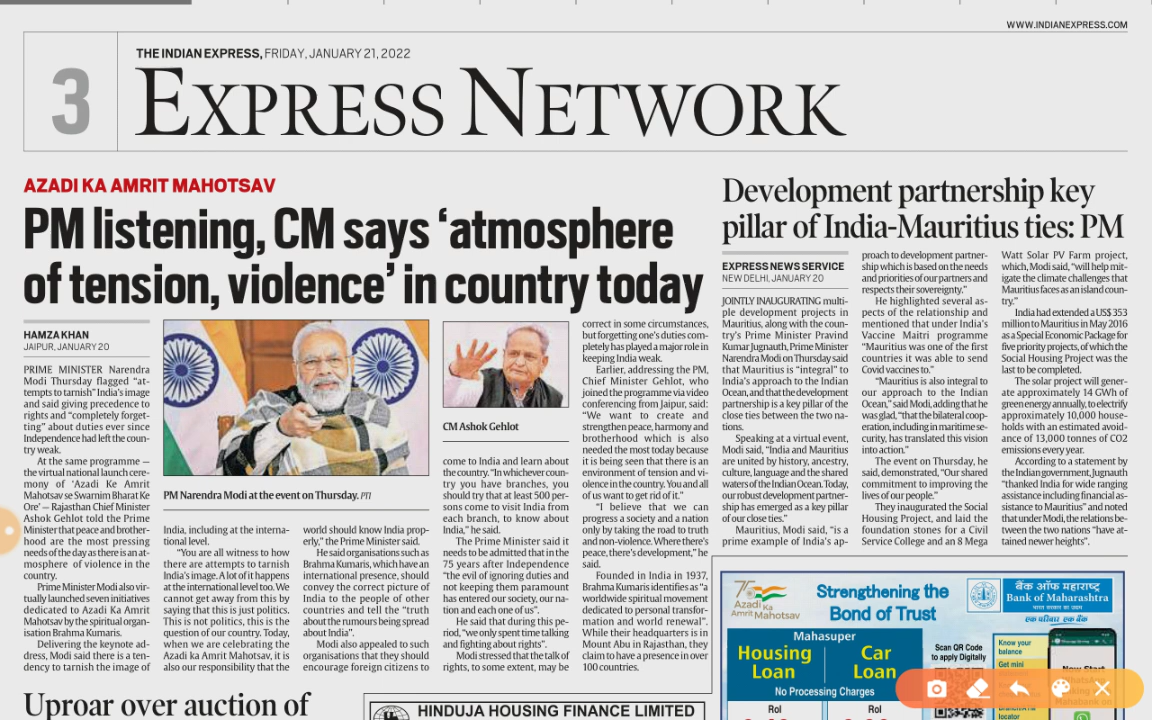 WWW.INDIANEXPRESS.COM
3
THE INDIAN EXPRESS, FRIDAY, JANUARY 21, 2022
EXPRESS NETWORK
AZADI KA AMRIT MAHOTSAV
PM listening, CM says ‘atmosphere
of tension, violence’ in country today
HAMZA KHAN
JAIPUR, JANUARY 20
PRIME MINISTER Narendra
Modi Thursday flagged “at-
tempts to tarnish” India’s image
and said giving precedence to
rights and “completely forget-
ting” about duties ever since
Independence had left the coun-
try weak.
At the same programme —
the virtual national launch cere-
mony of ‘Azadi Ke Amrit
Mahotsav se Swarnim Bharat Ke
Ore’ — Rajasthan Chief Minister
Ashok Gehlot told the Prime
Minister that peace and brother-
hood are the most pressing
needs of the day as there is an at-
mosphere of violence in the
country.
Prime Minister Modi also vir-
tually launched seven initiatives
dedicated to Azadi Ka Amrit
Mahotsav by the spiritual organ-
isation Brahma Kumaris.
Delivering the keynote ad-
dress, Modi said there is a ten-
dency to tarnish the image of
PM Narendra Modi at the event on Thursday. PTI
India, including at the interna-
tional level.
“You are all witness to how
there are attempts to tarnish
India’s image. A lot of it happens
at the international level too. We
cannot get away from this by
saying that this is just politics.
This is not politics, this is the
question of our country. Today,
when we are celebrating the
Azadi ka Amrit Mahotsav, it is
also our responsibility that the
world should know India prop-
erly,” the Prime Minister said.
He said organisations such as
Brahma Kumaris, which have an
international presence, should
convey the correct picture of
India to the people of other
countries and tell the “truth
about the rumours being spread
about India”.
Modi also appealed to such
organisations that they should
encourage foreign citizens to
CM Ashok Gehlot
come to India and learn about
the country. “In whichever coun-
try you have branches, you
should try that at least 500 per-
sons come to visit India from
each branch, to know about
India,” he said.
The Prime Minister said it
needs to be admitted that in the
75 years after Independence
“the evil of ignoring duties and
not keeping them paramount
has entered our society, our na-
tion and each one of us”.
He said that during this pe-
riod, “we only spent time talking
and fighting about rights”.
Modi stressed that the talk of
rights, to some extent, may be
correct in some circumstances,
but forgetting one’s duties com-
pletely has played a major role in
keeping India weak.
Earlier, addressing the PM,
Chief Minister Gehlot, who
joined the programme via video
conferencing from Jaipur, said:
“We want to create and
strengthen peace, harmony and
brotherhood which is also
needed the most today because
it is being seen that there is an
environment of tension and vi-
olence in the country. You and all
of us want to get rid of it.”
“I believe that we can
progress a society and a nation
only by taking the road to truth
and non-violence. Where there’s
peace, there’s development,” he
said.
Founded in India in 1937,
Brahma Kumaris identifies as “a
worldwide spiritual movement
dedicated to personal transfor-
mation and world renewal”.
While their headquarters is in
Mount Abu in Rajasthan, they
claim to have a presence in over
100 countries.
Development partnership key
pillar of India-Mauritius ties: PM
EXPRESS NEWS SERVICE
NEW DELHI, JANUARY 20
JOINTLY INAUGURATING multi-
ple development projects in
Mauritius, along with the coun-
try’s Prime Minister Pravind
Kumar Jugnauth, Prime Minister
Narendra Modi on Thursday said
that Mauritius is “integral” to
India’s approach to the Indian
Ocean, and that the development
partnership is a key pillar of the
close ties between the two na-
tions.
Speaking at a virtual event,
Modi said, “India and Mauritius
are united by history, ancestry,
culture, language and the shared
waters of the Indian Ocean. Today,
our robust development partner-
ship has emerged as a key pillar
of our close ties.”
Mauritius, Modi said, “is a
prime example of India’s ap-
proach to development partner-
ship which is based on the needs
and priorities of our partners and
respects their sovereignty.”
He highlighted several as-
pects of the relationship and
mentioned that under India’s
Vaccine Maitri programme
“Mauritius was one of the first
countries it was able to send
Covid vaccines to.”
“Mauritius is also integral to
our approach to the Indian
Ocean,” said Modi, adding that he
was glad, “that the bilateral coop-
eration, including in maritime se-
curity, has translated this vision
into action.”
The event on Thursday, he
said, demonstrated, “Our shared
commitment to improving the
lives of our people.”
They inaugurated the Social
Housing Project, and laid the
foundation stones for a Civil
Service College and an 8 Mega
Watt Solar PV Farm project,
which, Modi said, “will help mit-
igate the climate challenges that
Mauritius faces as an island coun-
try.”
India had extended a US$ 353
million to Mauritius in May 2016
as a Special Economic Package for
five priority projects, of which the
Social Housing Project was the
last to be completed.
The solar project will gener-
ate approximately 14 GWh of
green energy annually, to electrify
approximately 10,000 house-
holds with an estimated avoid-
ance of 13,000 tonnes of CO2
emissions every year.
According to a statement by
the Indian government, Jugnauth
“thanked India for wide ranging
assistance including financial as-
sistance to Mauritius” and noted
that under Modi, the relations be-
tween the two nations “have at-
tained newer heights”.
75
Azadi Ka
Amrit Mahotsav
Strengthening the
Bond of Trust
बैंक ऑफ महाराष्ट्र
Bank of Maharashtra
भारत सरकार का उद्यम
एक परिवार एक बैंक
Mahasuper
Housing
Loan
Car
Loan
No Processing Charges
RoI
RoI
Scan QR Code
to apply Digitally
Know your
balance
Get mini
Now Start
Uproar over auction of
HINDUJA HOUSING FINANCE LIMITED